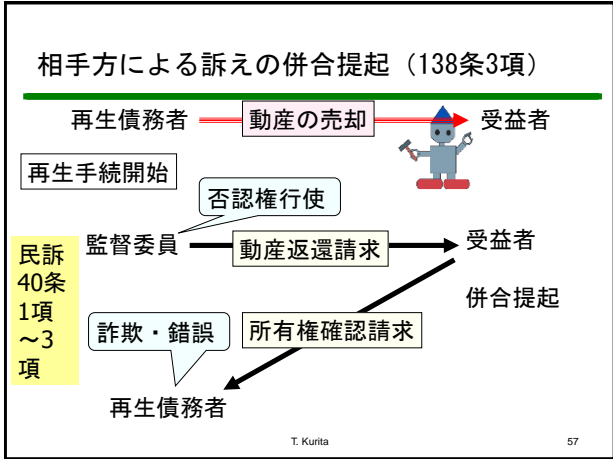 相手方による訴えの併合提起（138条3項）
再生債務者 動産の売却 受益者
再生手続開始
否認権行使
監督委員 動産返還請求 受益者
民訴
40条
1項
～3
項
併合提起
詐欺・錯誤 所有権確認請求
再生債務者
T. Kurita 57